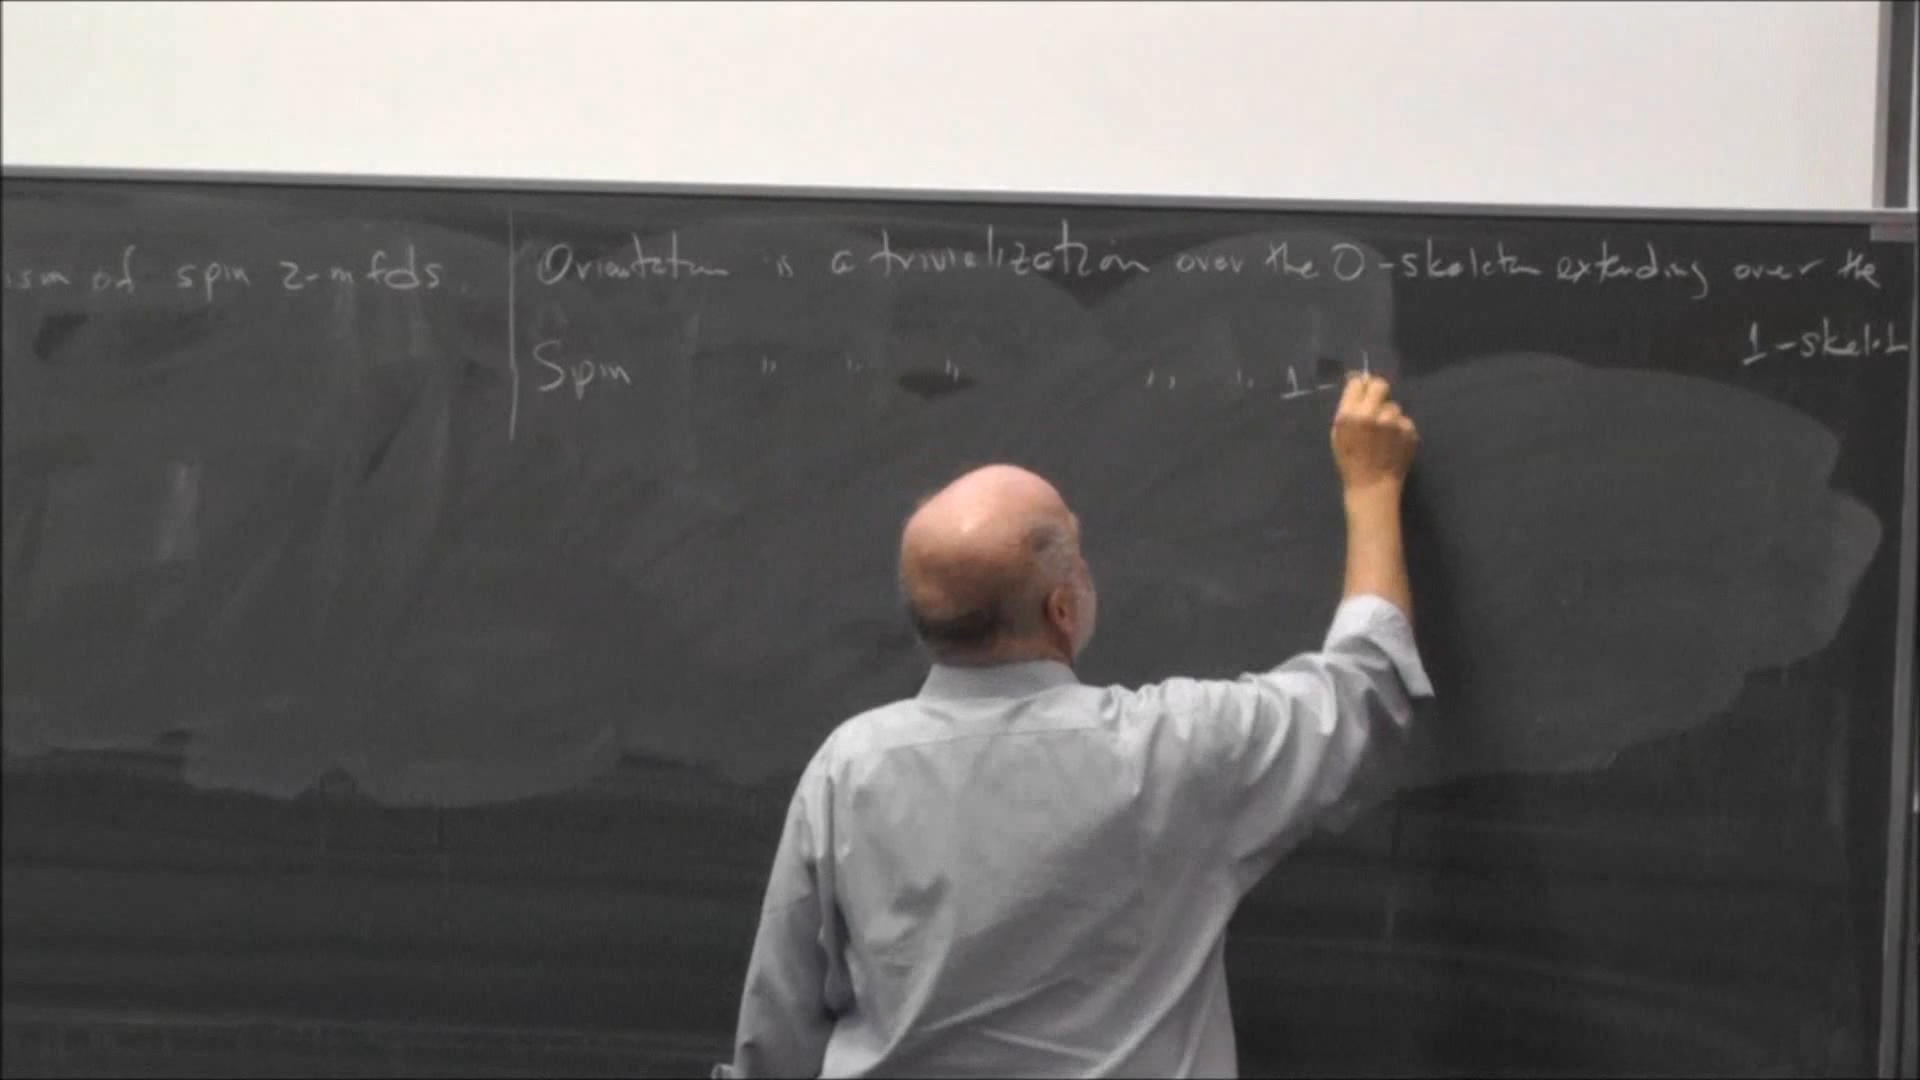 ism of spin 2-mfds.
Orientation is a trivialization over the 0-skeleton extending over the
1-skel.
Spin " " " " " 1-